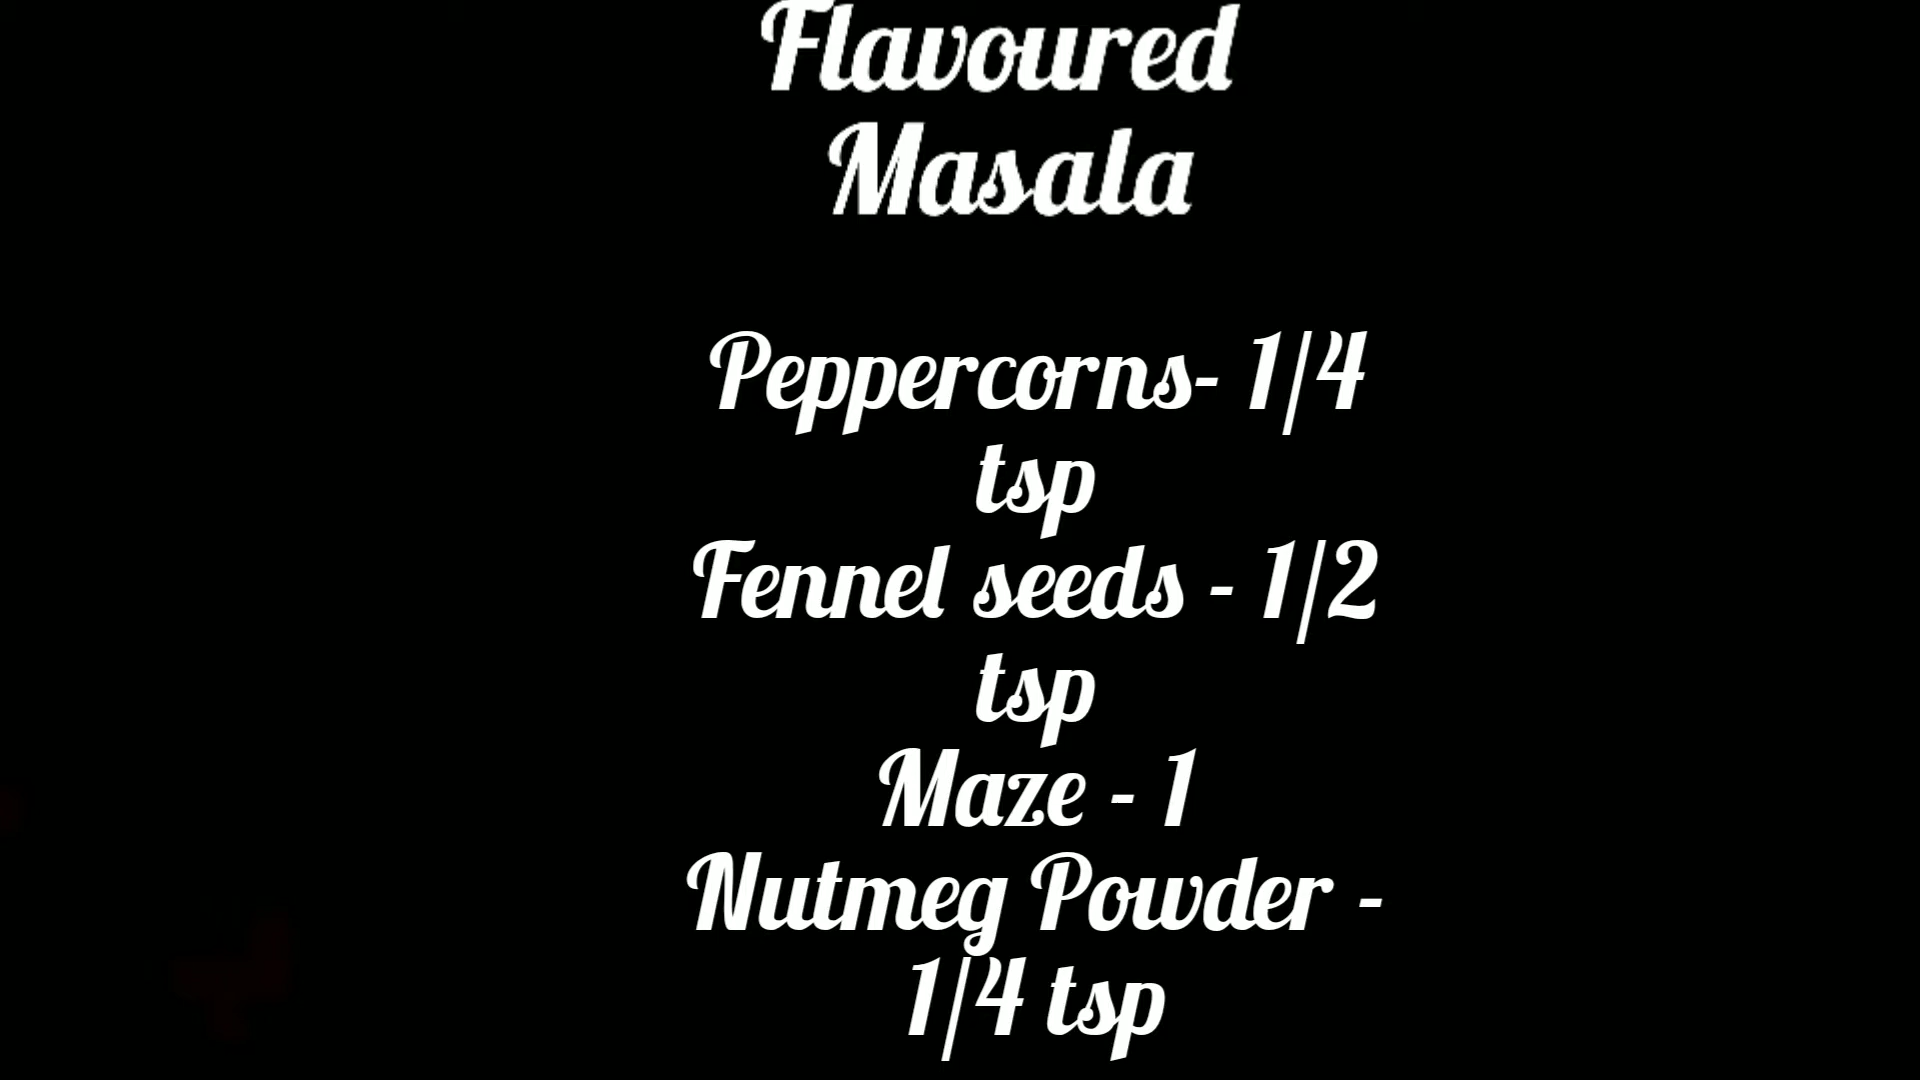 Flavoured
Masala
Peppercorns- 1/4
tsp
Fennel seeds - 1/2
tsp
Maze - 1
Nutmeg Powder -
1/4 tsp